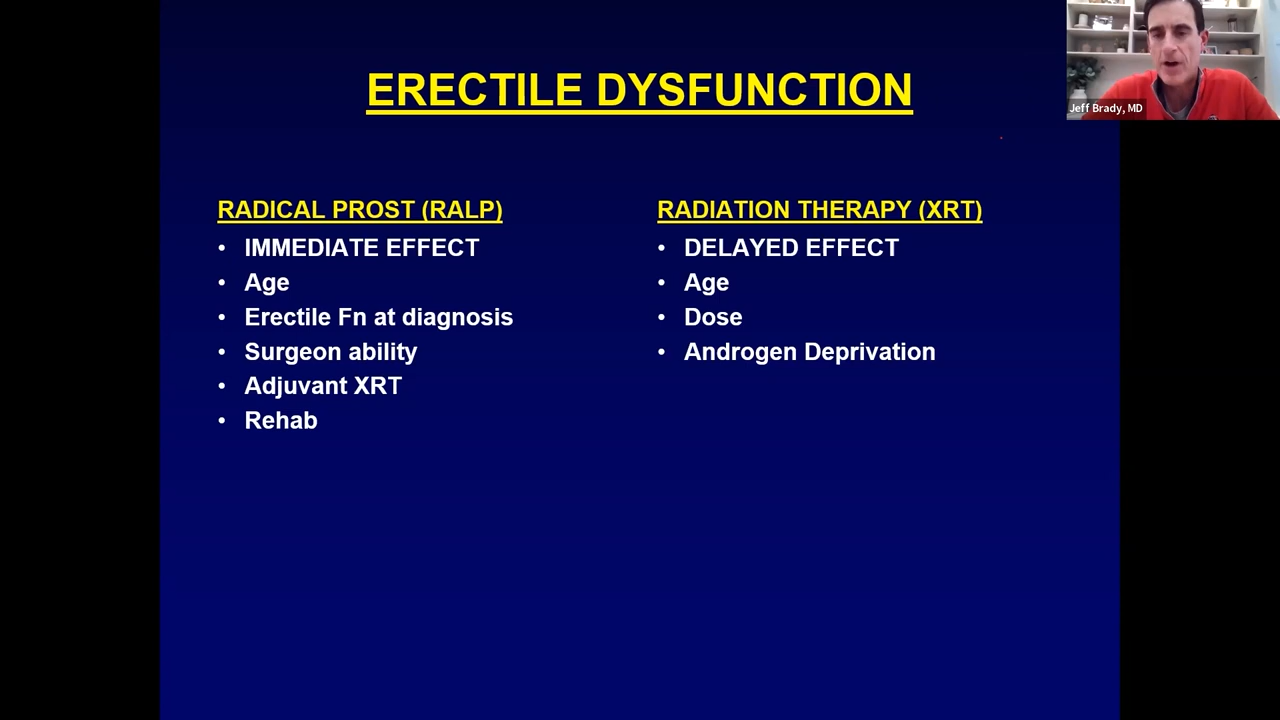 ERECTILE DYSFUNCTION
Jeff Brady, MD
RADICAL PROST (RALP)
• IMMEDIATE EFFECT
• Age
• Erectile Fn at diagnosis
• Surgeon ability
• Adjuvant XRT
• Rehab
RADIATION THERAPY (XRT)
• DELAYED EFFECT
• Age
• Dose
• Androgen Deprivation